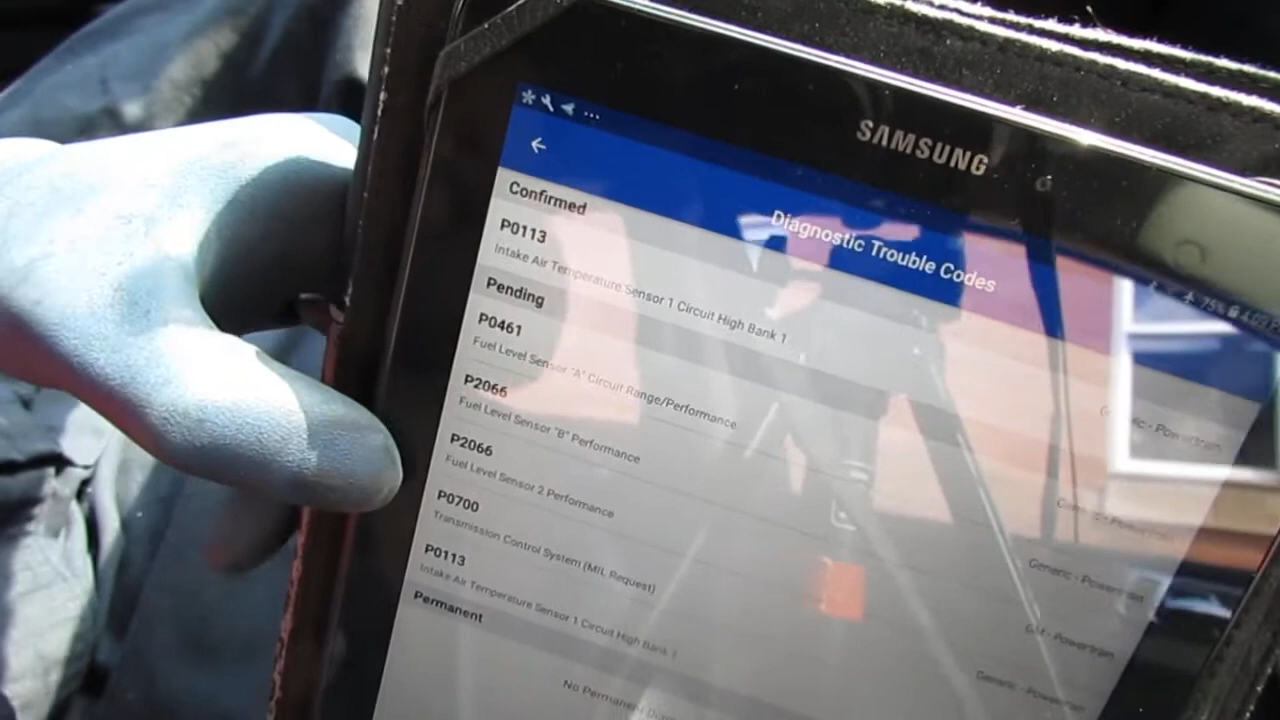 SAMSUNG
Diagnostic Trouble Codes
75%
Confirmed
P0113
Intake Air Temperature Sensor 1 Circuit High Bank 1
Pending
P0461
Fuel Level Sensor "A" Circuit Range/Performance
P2066
Fuel Level Sensor "B" Performance
P2066
Fuel Level Sensor 2 Performance
Generic - Powertrain
P0700
Transmission Control System (MIL Request)
GM - Powertrain
P0113
Intake Air Temperature Sensor 1 Circuit High Bank 1
Generic - Powertrain
Permanent
No Permanent